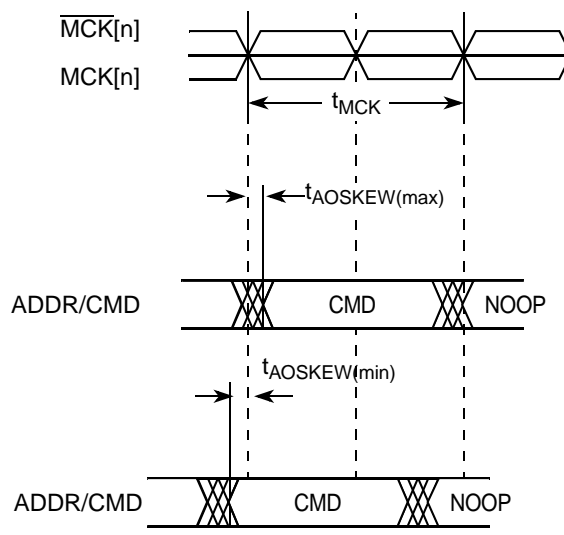 MCK[n]
MCK[n]
tMCK
tAOSKEW(max)
ADDR/CMD CMD NOOP
tAOSKEW(min)
ADDR/CMD CMD NOOP